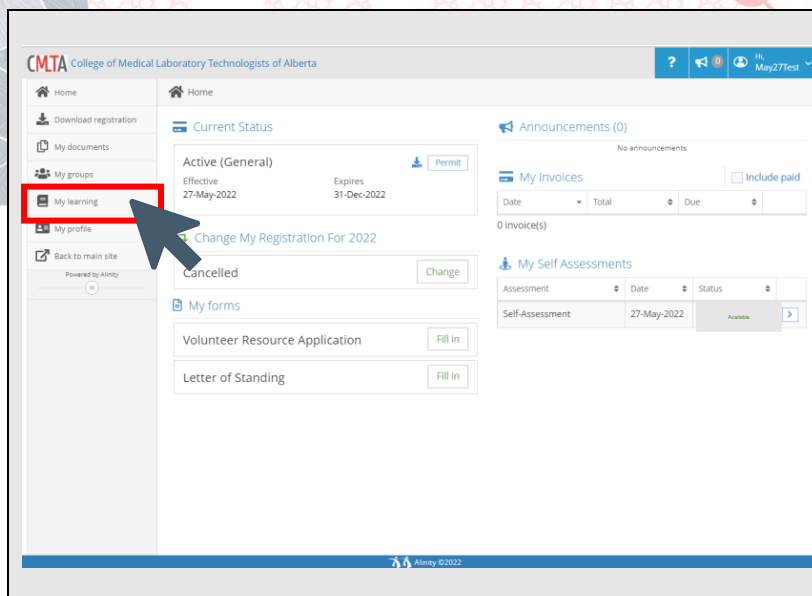 CMLTA College of Medical Laboratory Technologists of Alberta
? 0 Hi,
May27Test
Home
Download registration
My documents
My groups
My learning
My profile
Back to main site
Powered by Alinity
Home
Current Status
Active (General) Permit
Effective Expires
27-May-2022 31-Dec-2022
Change My Registration For 2022
Cancelled Change
My forms
Volunteer Resource Application Fill in
Letter of Standing Fill in
Announcements (0)
No announcements
My Invoices Include paid
Date Total Due
0 invoice(s)
My Self Assessments
Assessment Date Status
Self-Assessment 27-May-2022 Available
Alinity ©2022